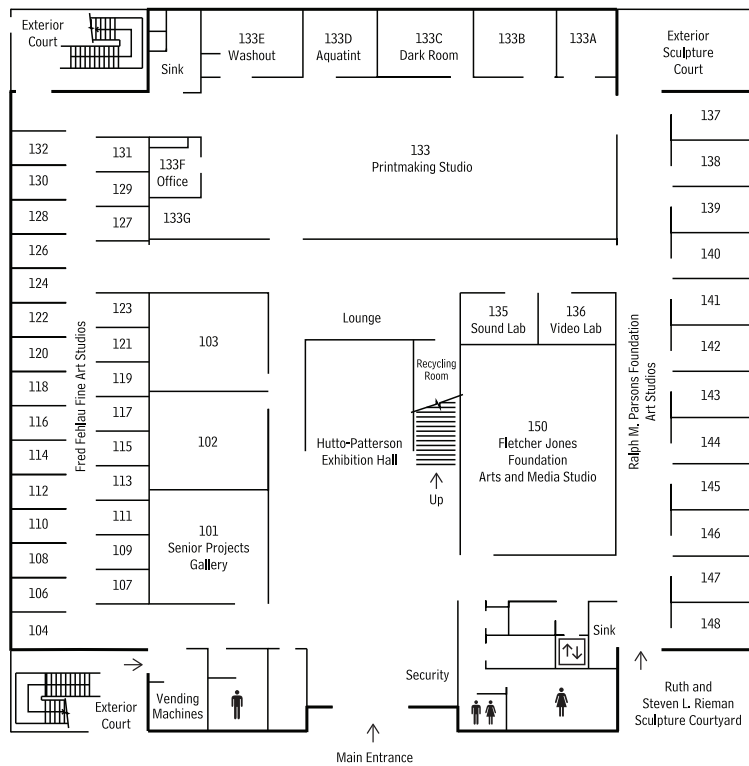 Exterior
Court
Sink
133E
Washout
133D
Aquatint
133C
Dark Room
133B
133A
Exterior
Sculpture
Court
132
130
128
126
124
122
120
118
116
114
112
110
108
106
104
Fred Fehlau Fine Art Studios
131
129
127
133F
Office
133G
133
Printmaking Studio
123
121
119
117
115
113
111
109
107
103
102
101
Senior Projects
Gallery
Lounge
Hutto-Patterson
Exhibition Hall
Recycling
Room
Up
135
Sound Lab
136
Video Lab
150
Fletcher Jones
Foundation
Arts and Media Studio
Ralph M. Parsons Foundation
Art Studios
137
138
139
140
141
142
143
144
145
146
147
148
Exterior
Court
Vending
Machines
Security
Sink
Ruth and
Steven L. Rieman
Sculpture Courtyard
Main Entrance